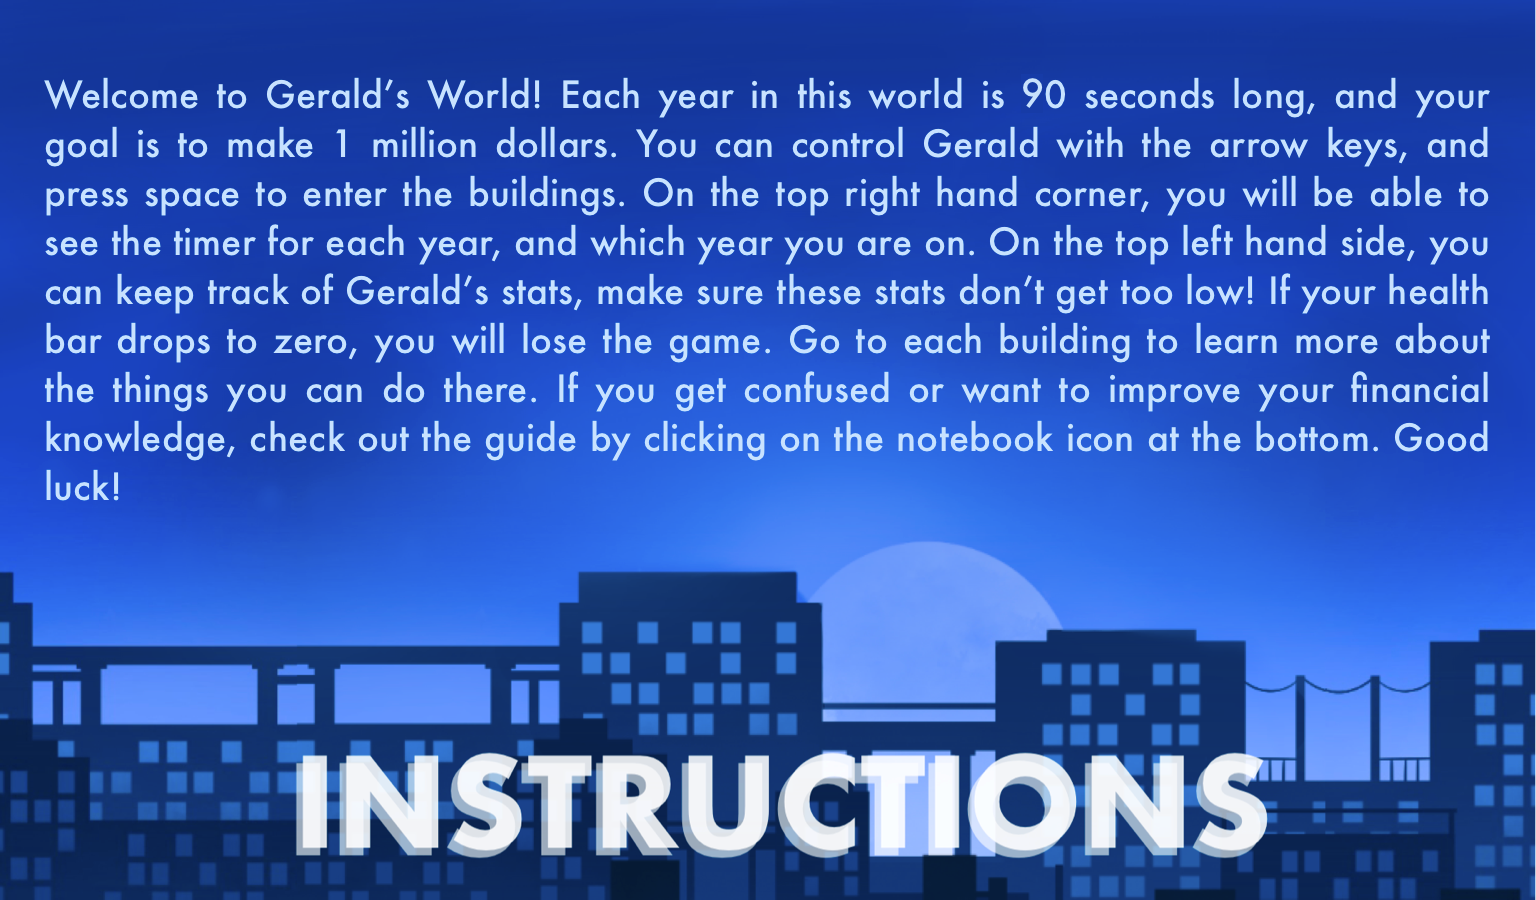 Welcome to Gerald’s World! Each year in this world is 90 seconds long, and your
goal is to make 1 million dollars. You can control Gerald with the arrow keys, and
press space to enter the buildings. On the top right hand corner, you will be able to
see the timer for each year, and which year you are on. On the top left hand side, you
can keep track of Gerald’s stats, make sure these stats don’t get too low! If your health
bar drops to zero, you will lose the game. Go to each building to learn more about
the things you can do there. If you get confused or want to improve your financial
knowledge, check out the guide by clicking on the notebook icon at the bottom. Good
luck!
INSTRUCTIONS